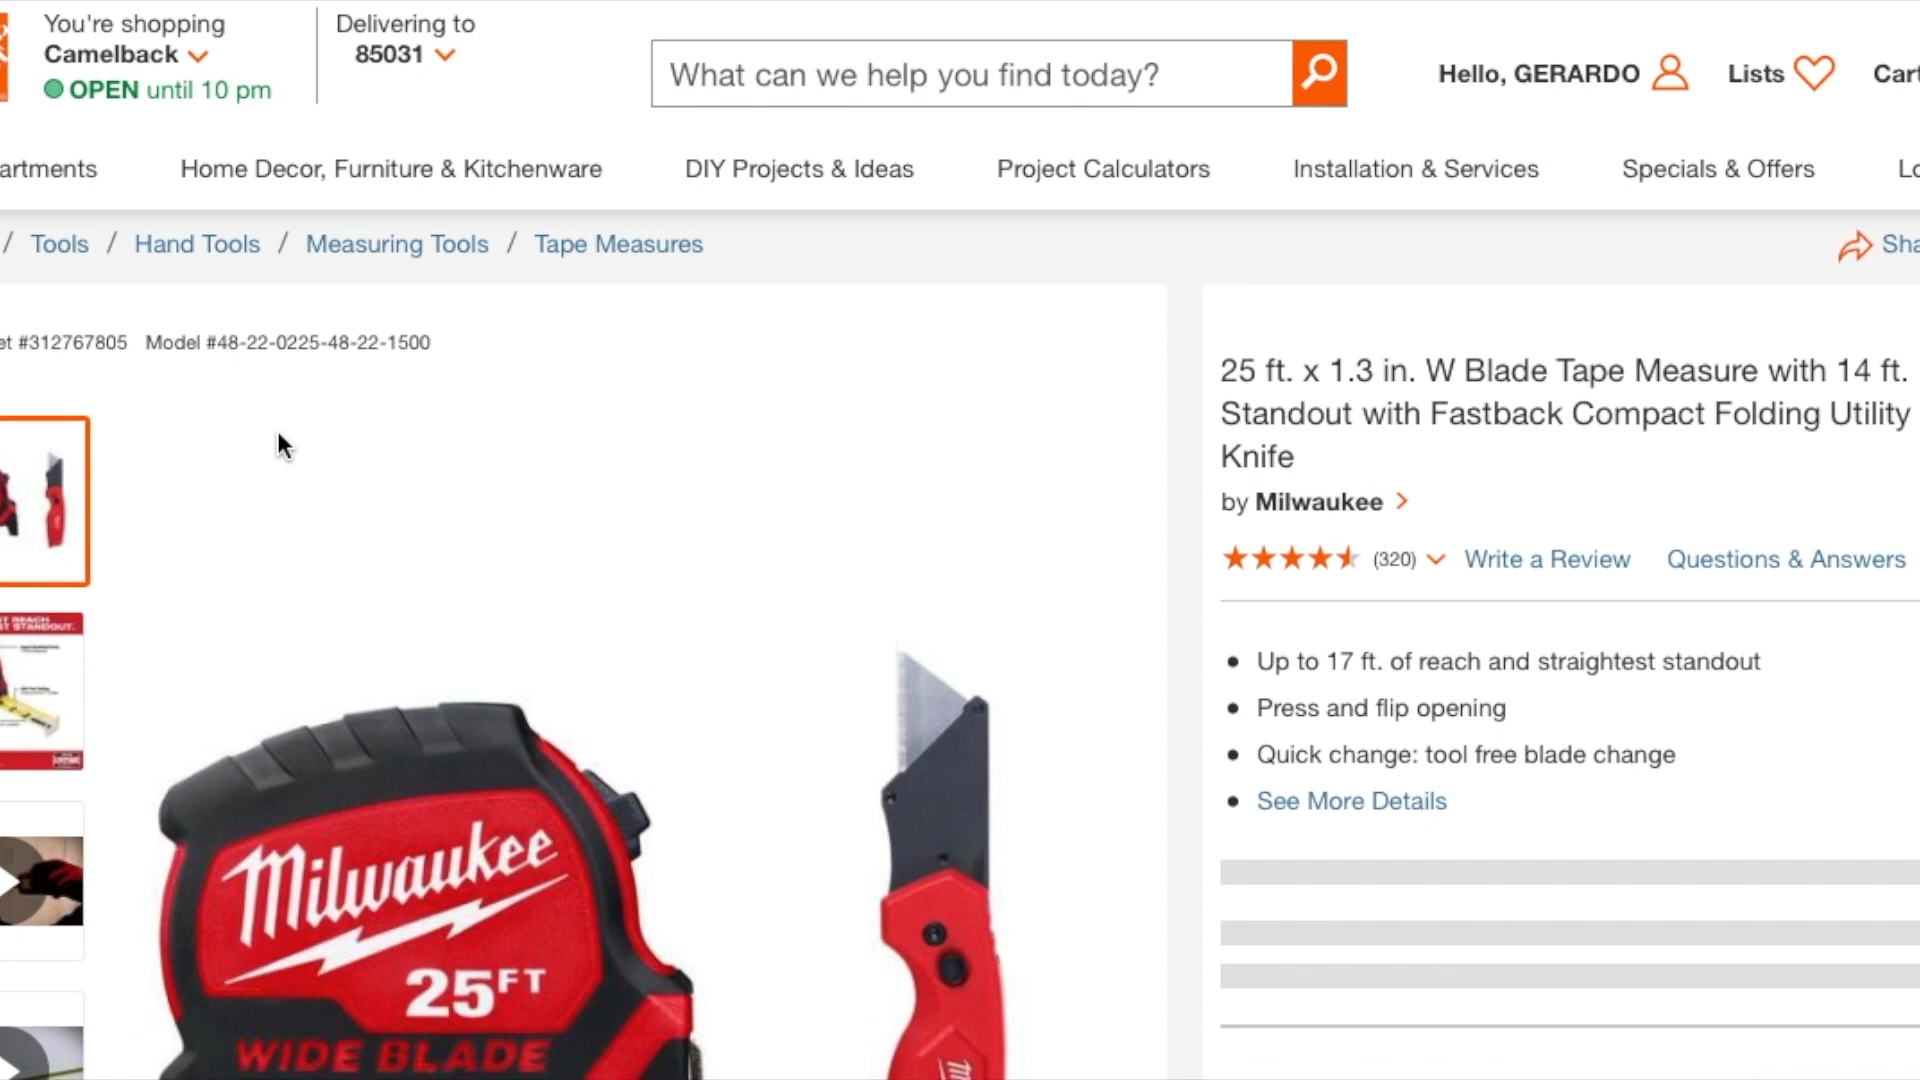 You're shopping
Camelback
OPEN until 10 pm
Delivering to
85031
What can we help you find today?
Hello, GERARDO
Lists
Cart
artments
Home Decor, Furniture & Kitchenware
DIY Projects & Ideas
Project Calculators
Installation & Services
Specials & Offers
Lo
/ Tools / Hand Tools / Measuring Tools / Tape Measures
Sha
et #312767805 Model #48-22-0225-48-22-1500
25 ft. x 1.3 in. W Blade Tape Measure with 14 ft.
Standout with Fastback Compact Folding Utility
Knife
by Milwaukee
(320) Write a Review Questions & Answers
Up to 17 ft. of reach and straightest standout
Press and flip opening
Quick change: tool free blade change
See More Details
T REACH.
T STANDOUT.
Milwaukee
25FT
WIDE BLADE